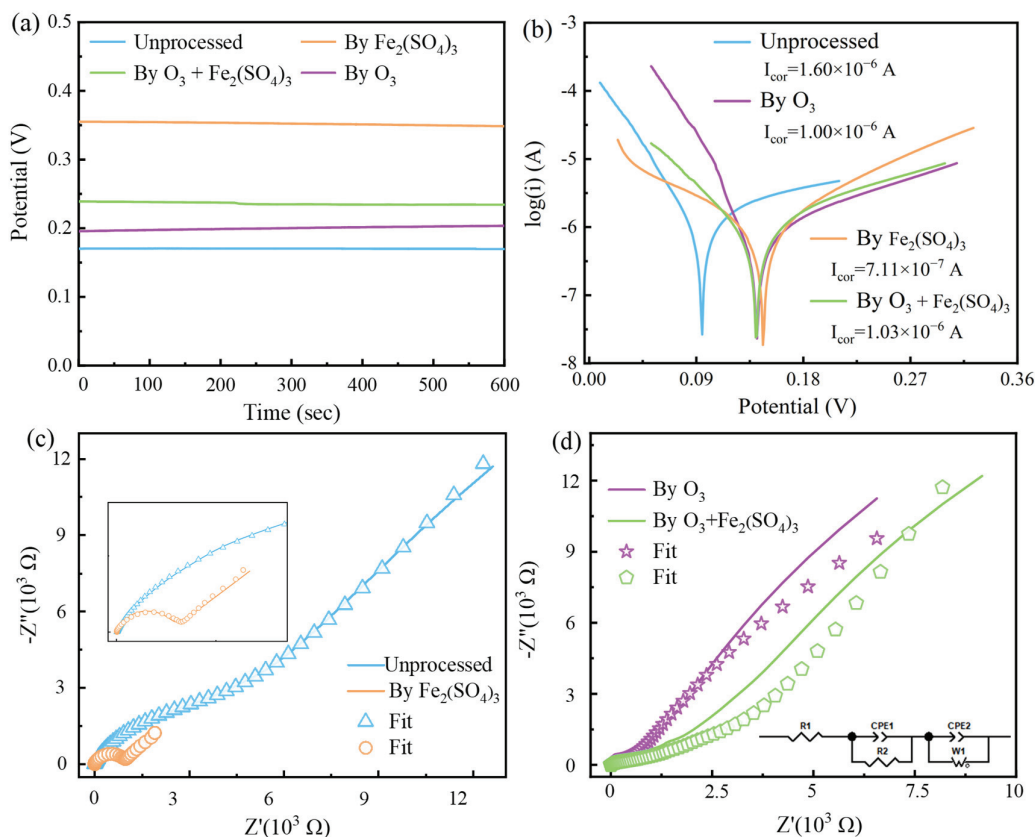 (a)
0.5
0.4
0.3
0.2
0.1
0.0
Potential (V)
Unprocessed
By Fe₂(SO₄)₃
By O₃ + Fe₂(SO₄)₃
By O₃
0 100 200 300 400 500 600
Time (sec)
(b)
-3
-4
-5
-6
-7
-8
log(i) (A)
Unprocessed
I_cor=1.60×10⁻⁶ A
By O₃
I_cor=1.00×10⁻⁶ A
By Fe₂(SO₄)₃
I_cor=7.11×10⁻⁷ A
By O₃ + Fe₂(SO₄)₃
I_cor=1.03×10⁻⁶ A
0.00 0.09 0.18 0.27 0.36
Potential (V)
(c)
12
9
6
3
0
-Z"(10³ Ω)
Unprocessed
By Fe₂(SO₄)₃
Fit
Fit
0 3 6 9 12
Z'(10³ Ω)
(d)
12
9
6
3
0
-Z"(10³ Ω)
By O₃
By O₃+Fe₂(SO₄)₃
Fit
Fit
R1 CPE1 CPE2
R2 W1
0 2.5 5 7.5 10
Z'(10³ Ω)